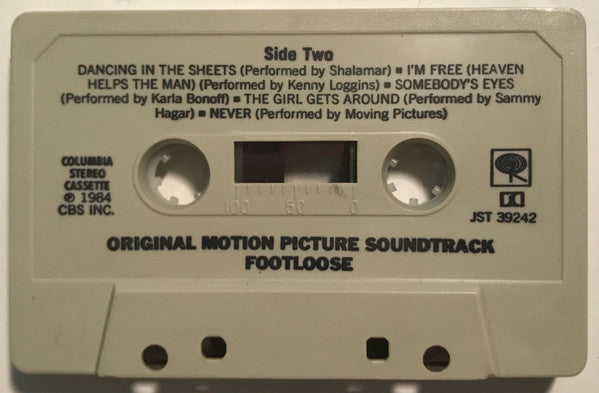 Side Two
DANCING IN THE SHEETS (Performed by Shalamar) ▪ I'M FREE (HEAVEN
HELPS THE MAN) (Performed by Kenny Loggins) ▪ SOMEBODY'S EYES
(Performed by Karla Bonoff) ▪ THE GIRL GETS AROUND (Performed by Sammy
Hagar) ▪ NEVER (Performed by Moving Pictures)
COLUMBIA
STEREO
CASSETTE
℗ 1984
CBS INC.
100 50 0
JST 39242
ORIGINAL MOTION PICTURE SOUNDTRACK
FOOTLOOSE